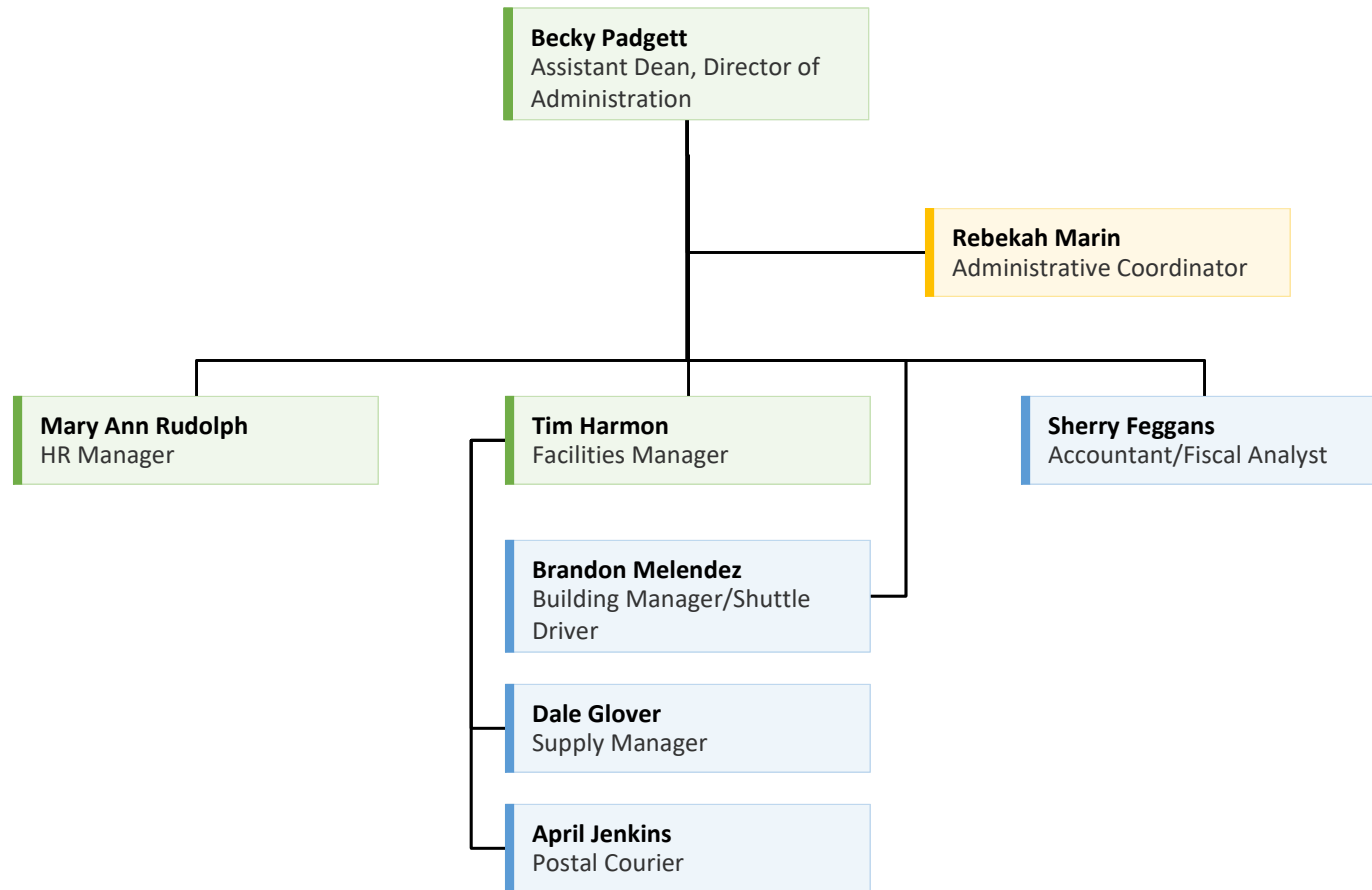 Becky Padgett
Assistant Dean, Director of
Administration
Rebekah Marin
Administrative Coordinator
Mary Ann Rudolph
HR Manager
Tim Harmon
Facilities Manager
Sherry Feggans
Accountant/Fiscal Analyst
Brandon Melendez
Building Manager/Shuttle
Driver
Dale Glover
Supply Manager
April Jenkins
Postal Courier